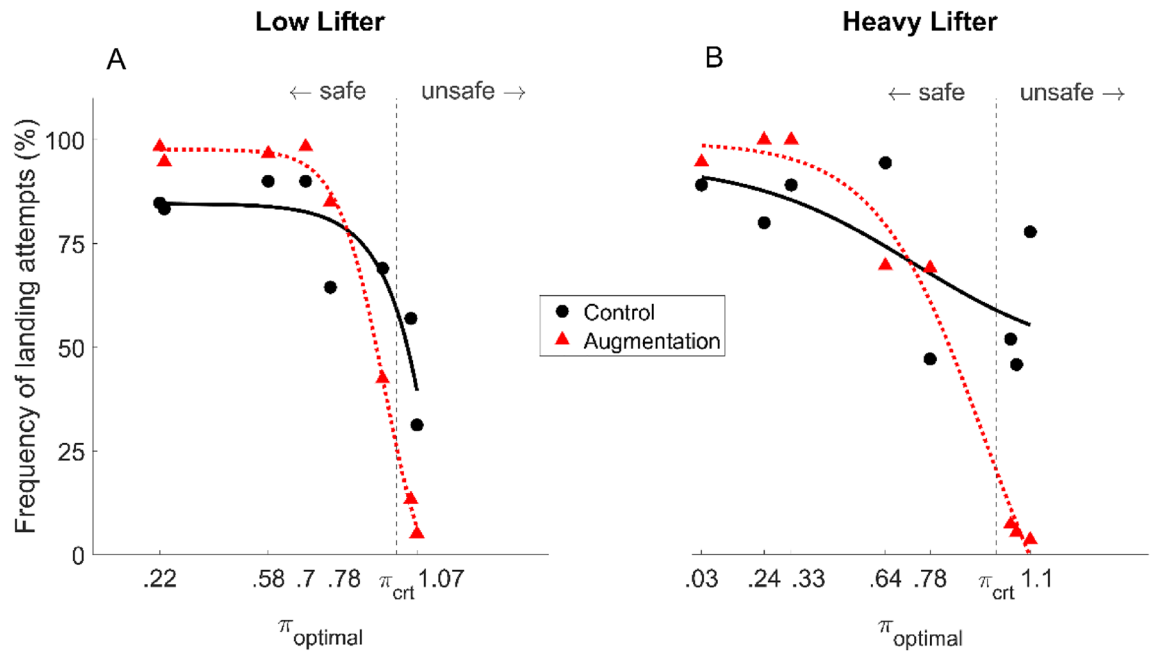 Low Lifter
Heavy Lifter
A
B
← safe
unsafe →
← safe
unsafe →
Frequency of landing attempts (%)
100
75
50
25
0
Control
Augmentation
.22 .58 .7 .78 πcrt 1.07
.03 .24 .33 .64 .78 πcrt 1.1
πoptimal
πoptimal